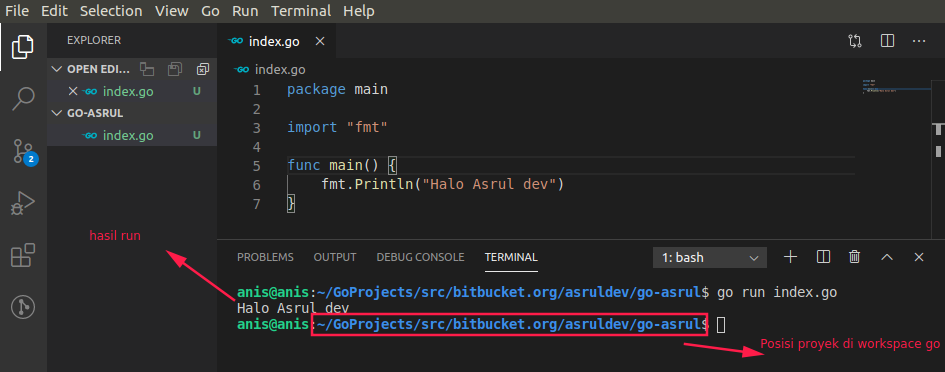 File Edit Selection View Go Run Terminal Help
EXPLORER
OPEN EDI...
index.go U
GO-ASRUL
index.go U
2
hasil run
index.go
index.go
1 package main
2
3 import "fmt"
4
5 func main() {
6 fmt.Println("Halo Asrul dev")
7 }
PROBLEMS OUTPUT DEBUG CONSOLE TERMINAL 1: bash
anis@anis:~/GoProjects/src/bitbucket.org/asruldev/go-asrul$ go run index.go
Halo Asrul dev
anis@anis:~/GoProjects/src/bitbucket.org/asruldev/go-asrul$
Posisi proyek di workspace go